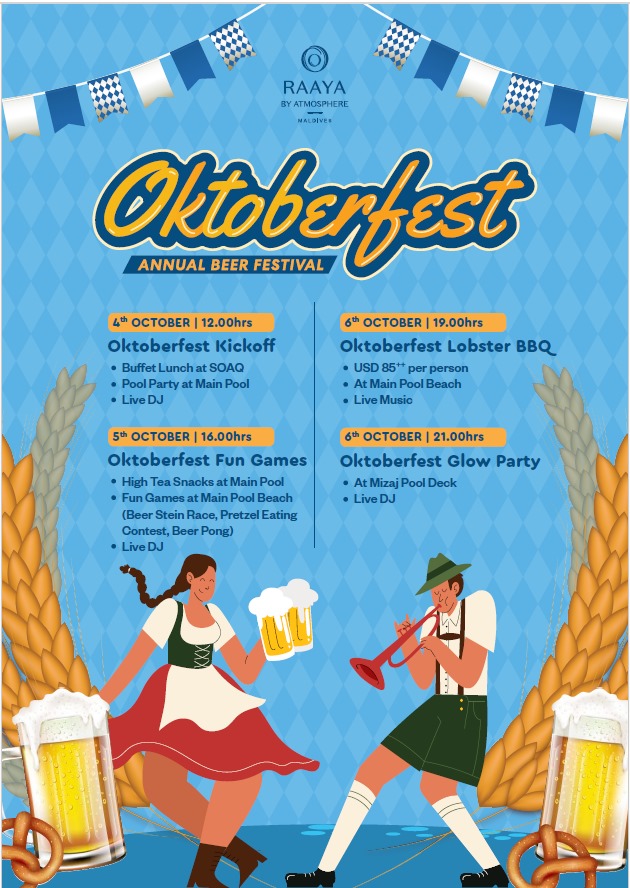 RAAYA
BY ATMOSPHERE
MALDIVES
Oktoberfest
ANNUAL BEER FESTIVAL
4th OCTOBER | 12.00hrs
Oktoberfest Kickoff
• Buffet Lunch at SOAQ
• Pool Party at Main Pool
• Live DJ
5th OCTOBER | 16.00hrs
Oktoberfest Fun Games
• High Tea Snacks at Main Pool
• Fun Games at Main Pool Beach
(Beer Stein Race, Pretzel Eating
Contest, Beer Pong)
• Live DJ
6th OCTOBER | 19.00hrs
Oktoberfest Lobster BBQ
• USD 85++ per person
• At Main Pool Beach
• Live Music
6th OCTOBER | 21.00hrs
Oktoberfest Glow Party
• At Mizaj Pool Deck
• Live DJ